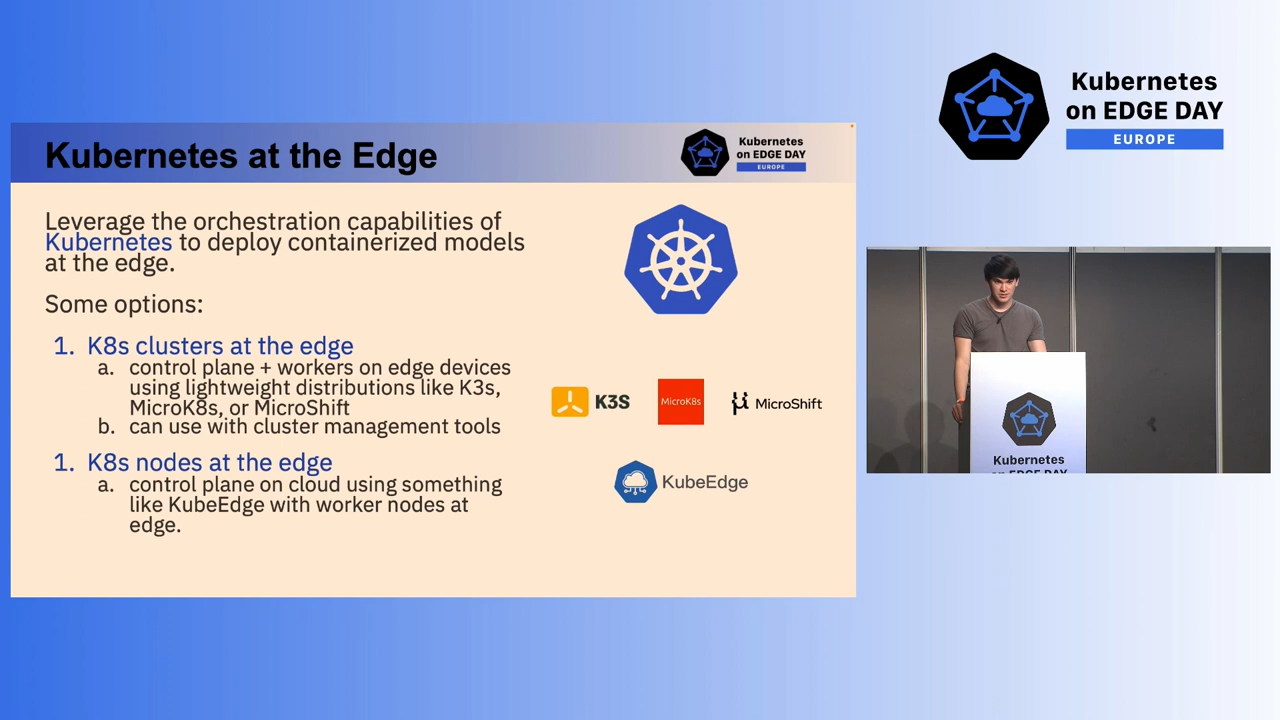 Kubernetes at the Edge
Kubernetes
on EDGE DAY
EUROPE
Leverage the orchestration capabilities of
Kubernetes to deploy containerized models
at the edge.
Some options:
1. K8s clusters at the edge
a. control plane + workers on edge devices
using lightweight distributions like K3s,
MicroK8s, or MicroShift
b. can use with cluster management tools
K3S
MicroK8s
MicroShift
1. K8s nodes at the edge
a. control plane on cloud using something
like KubeEdge with worker nodes at
edge.
KubeEdge
Kubernetes
on EDGE DAY
EUROPE
Kubernetes
on EDGE DAY